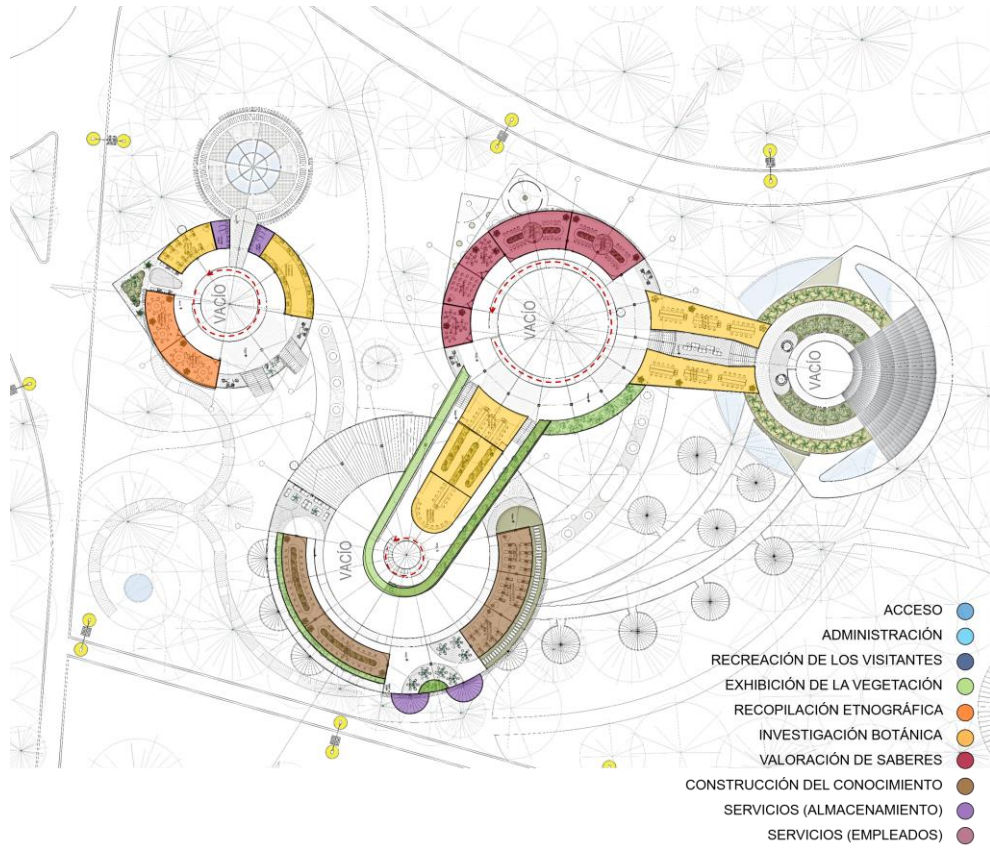 VACÍO
VACÍO
VACÍO
VACÍO
ACCESO
ADMINISTRACIÓN
RECREACIÓN DE LOS VISITANTES
EXHIBICIÓN DE LA VEGETACIÓN
RECOPILACIÓN ETNOGRÁFICA
INVESTIGACIÓN BOTÁNICA
VALORACIÓN DE SABERES
CONSTRUCCIÓN DEL CONOCIMIENTO
SERVICIOS (ALMACENAMIENTO)
SERVICIOS (EMPLEADOS)